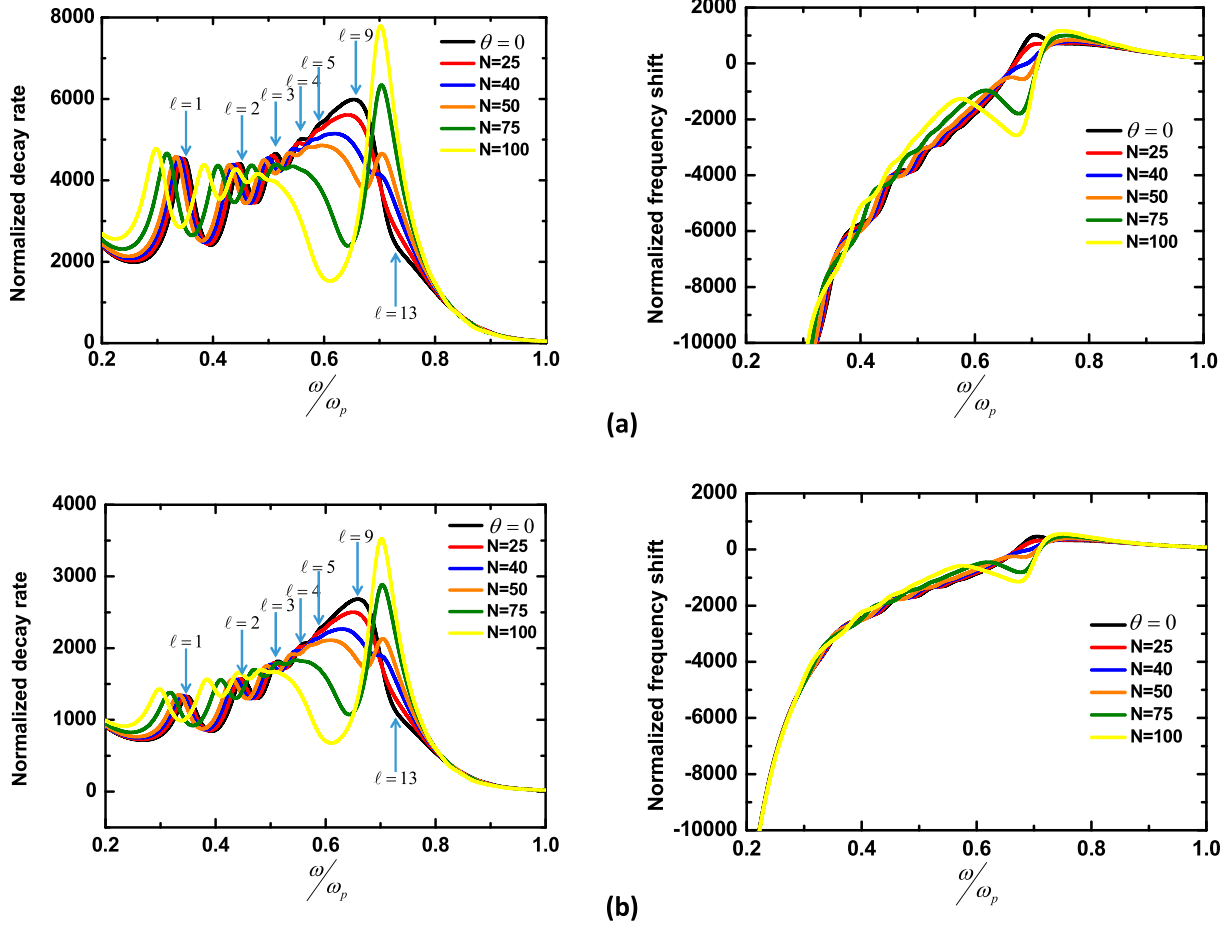 8000
6000
4000
2000
0
Normalized decay rate
ℓ = 1
ℓ = 2
ℓ = 3
ℓ = 4
ℓ = 5
ℓ = 9
ℓ = 13
θ = 0
N=25
N=40
N=50
N=75
N=100
0.2 0.4 0.6 0.8 1.0
ω/ωp
2000
0
-2000
-4000
-6000
-8000
-10000
Normalized frequency shift
θ = 0
N=25
N=40
N=50
N=75
N=100
0.2 0.4 0.6 0.8 1.0
ω/ωp
(a)
4000
3000
2000
1000
0
Normalized decay rate
ℓ = 1
ℓ = 2
ℓ = 3
ℓ = 4
ℓ = 5
ℓ = 9
ℓ = 13
θ = 0
N=25
N=40
N=50
N=75
N=100
0.2 0.4 0.6 0.8 1.0
ω/ωp
2000
0
-2000
-4000
-6000
-8000
-10000
Normalized frequency shift
θ = 0
N=25
N=40
N=50
N=75
N=100
0.2 0.4 0.6 0.8 1.0
ω/ωp
(b)